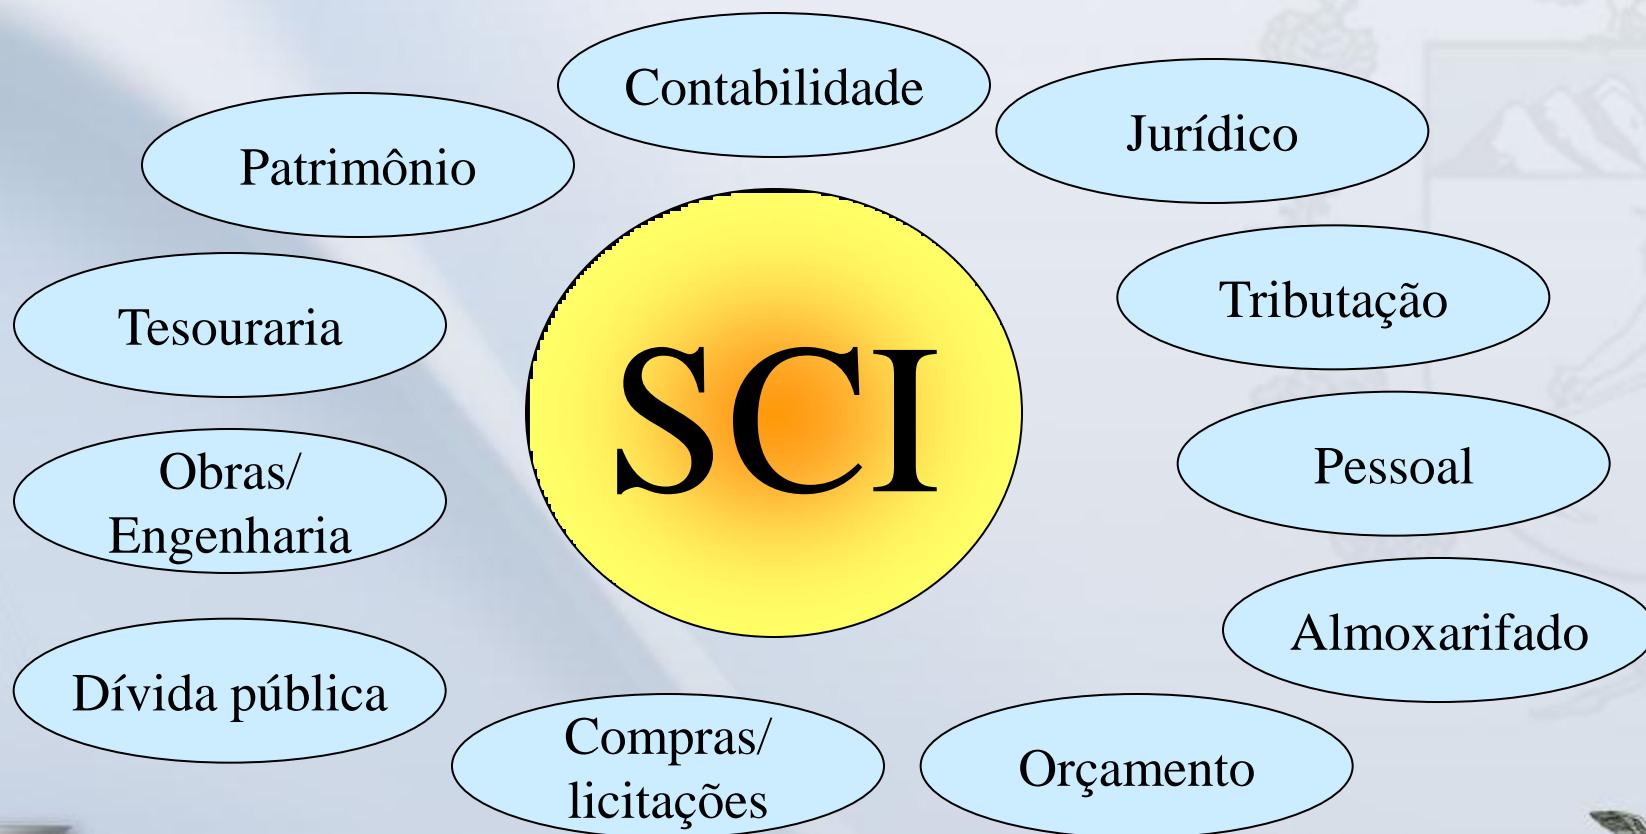 Contabilidade
Jurídico
Patrimônio
Tributação
Tesouraria
SCI
Pessoal
Obras/
Engenharia
Almoxarifado
Dívida pública
Compras/
licitações
Orçamento